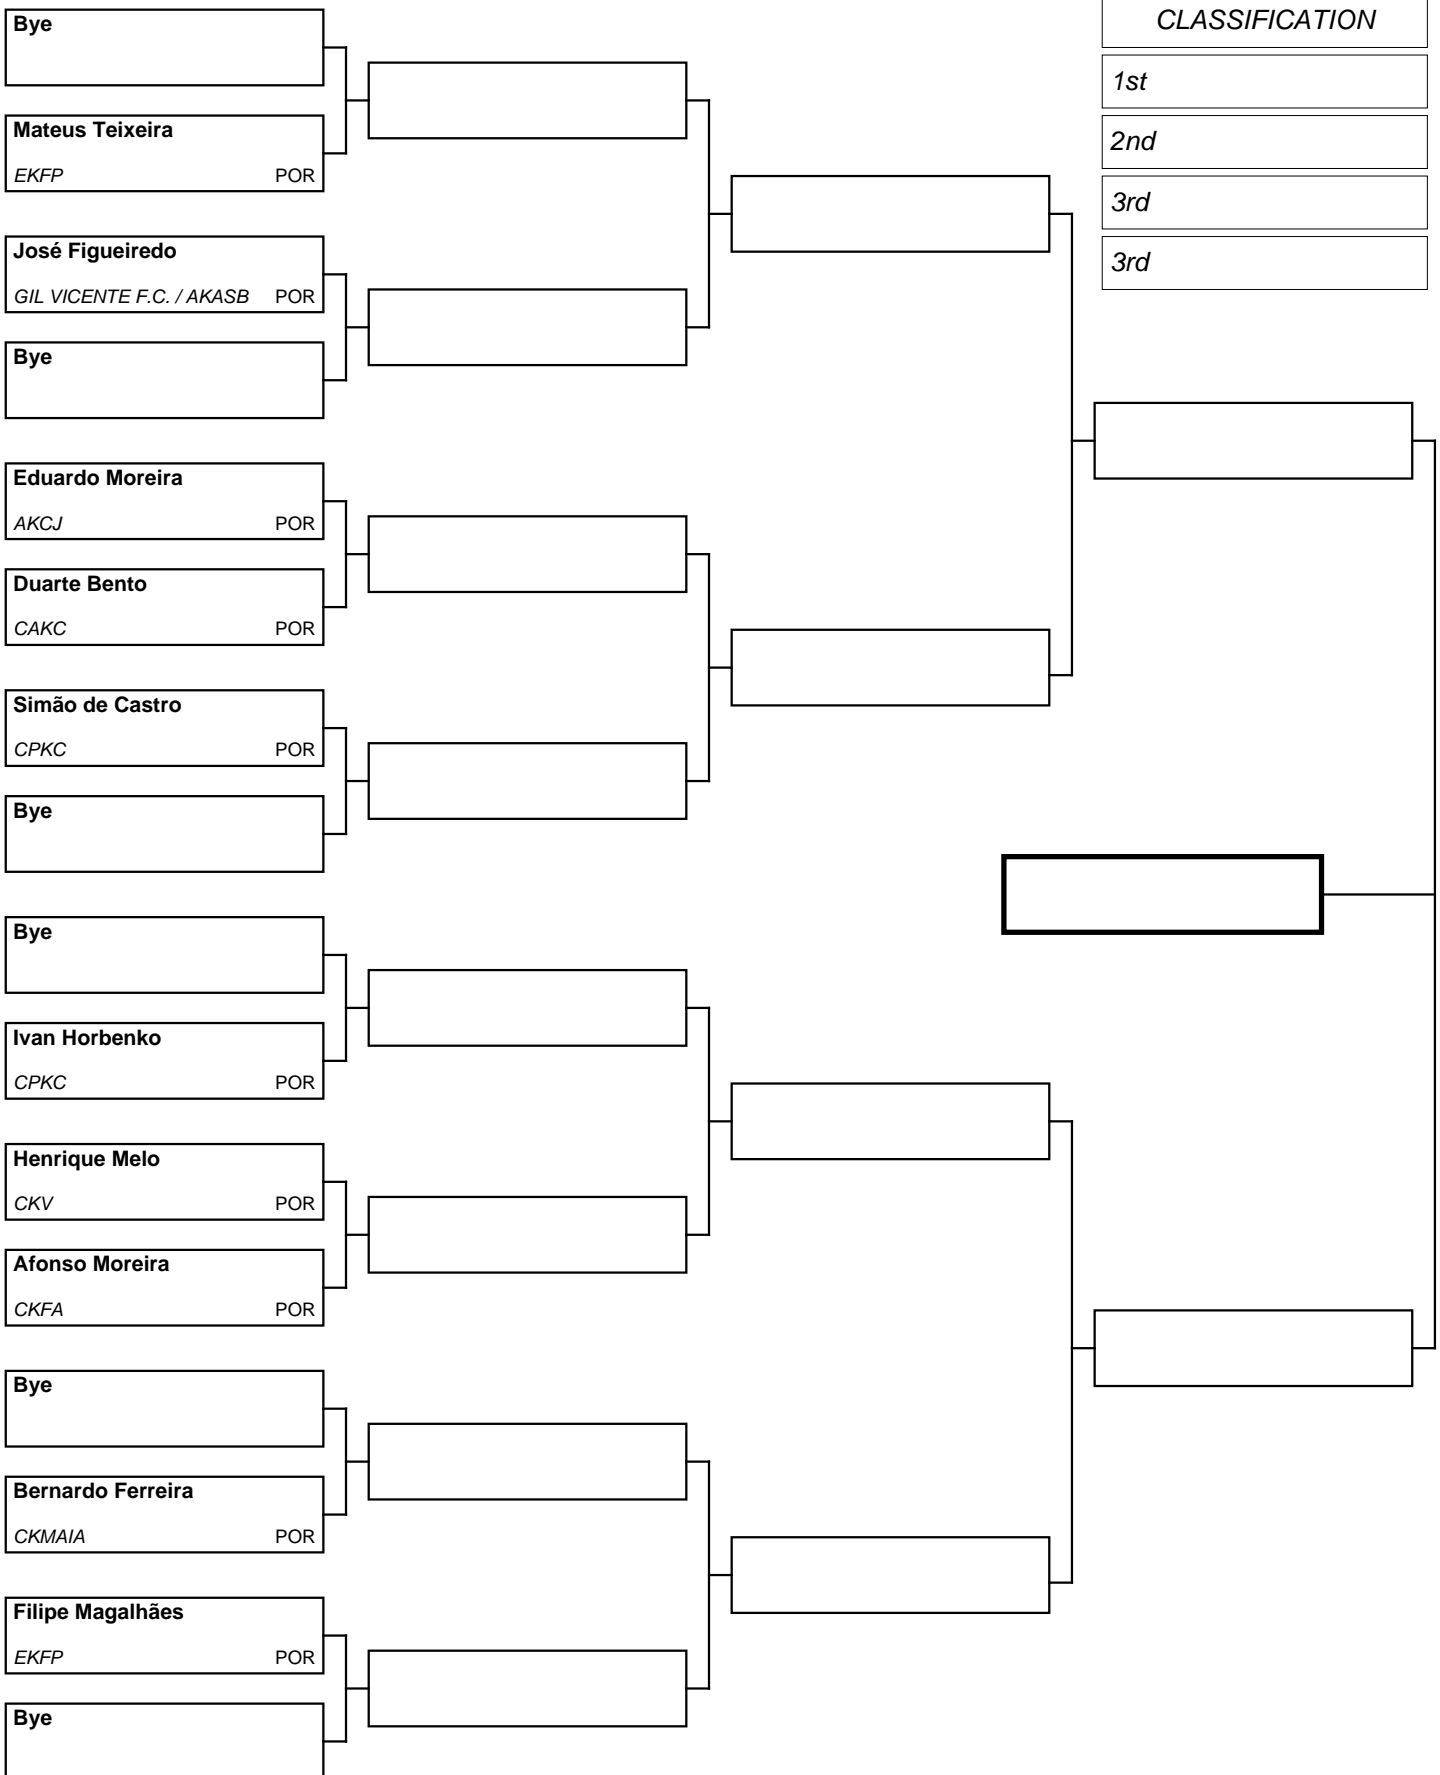 Bye
Mateus Teixeira
EKFP POR
José Figueiredo
GIL VICENTE F.C. / AKASB POR
Bye
Eduardo Moreira
AKCJ POR
Duarte Bento
CAKC POR
Simão de Castro
CPKC POR
Bye
Bye
Ivan Horbenko
CPKC POR
Henrique Melo
CKV POR
Afonso Moreira
CKFA POR
Bye
Bernardo Ferreira
CKMAIA POR
Filipe Magalhães
EKFP POR
Bye
CLASSIFICATION
1st
2nd
3rd
3rd